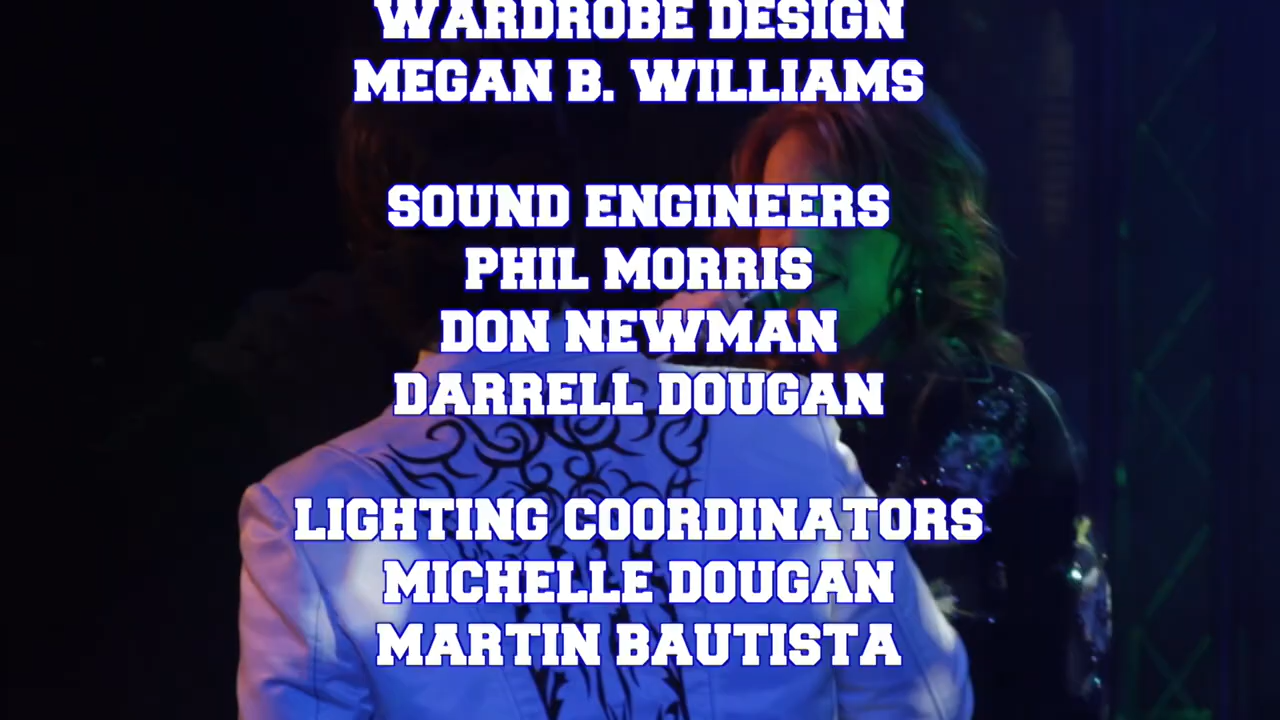 WARDROBE DESIGN
MEGAN B. WILLIAMS
SOUND ENGINEERS
PHIL MORRIS
DON NEWMAN
DARRELL DOUGAN
LIGHTING COORDINATORS
MICHELLE DOUGAN
MARTIN BAUTISTA